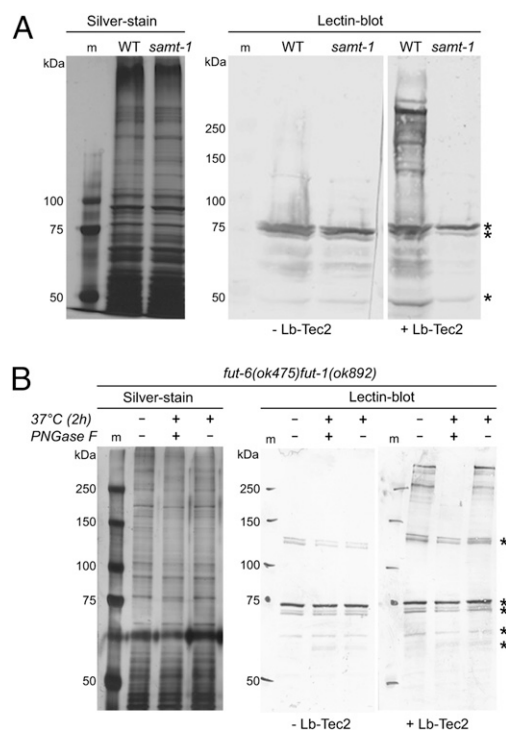 A
Silver-stain
Lectin-blot
kDa m WT samt-1
kDa m WT samt-1 WT samt-1
250
150
100
75
50
100
75
50
*
*
*
- Lb-Tec2 + Lb-Tec2
B
fut-6(ok475)fut-1(ok892)
Silver-stain
Lectin-blot
37°C (2h) - + + - + + - + +
PNGase F - + - - + - - + -
m m m
kDa
250
150
100
75
50
kDa
250
150
100
75
50
*
*
*
*
*
- Lb-Tec2 + Lb-Tec2